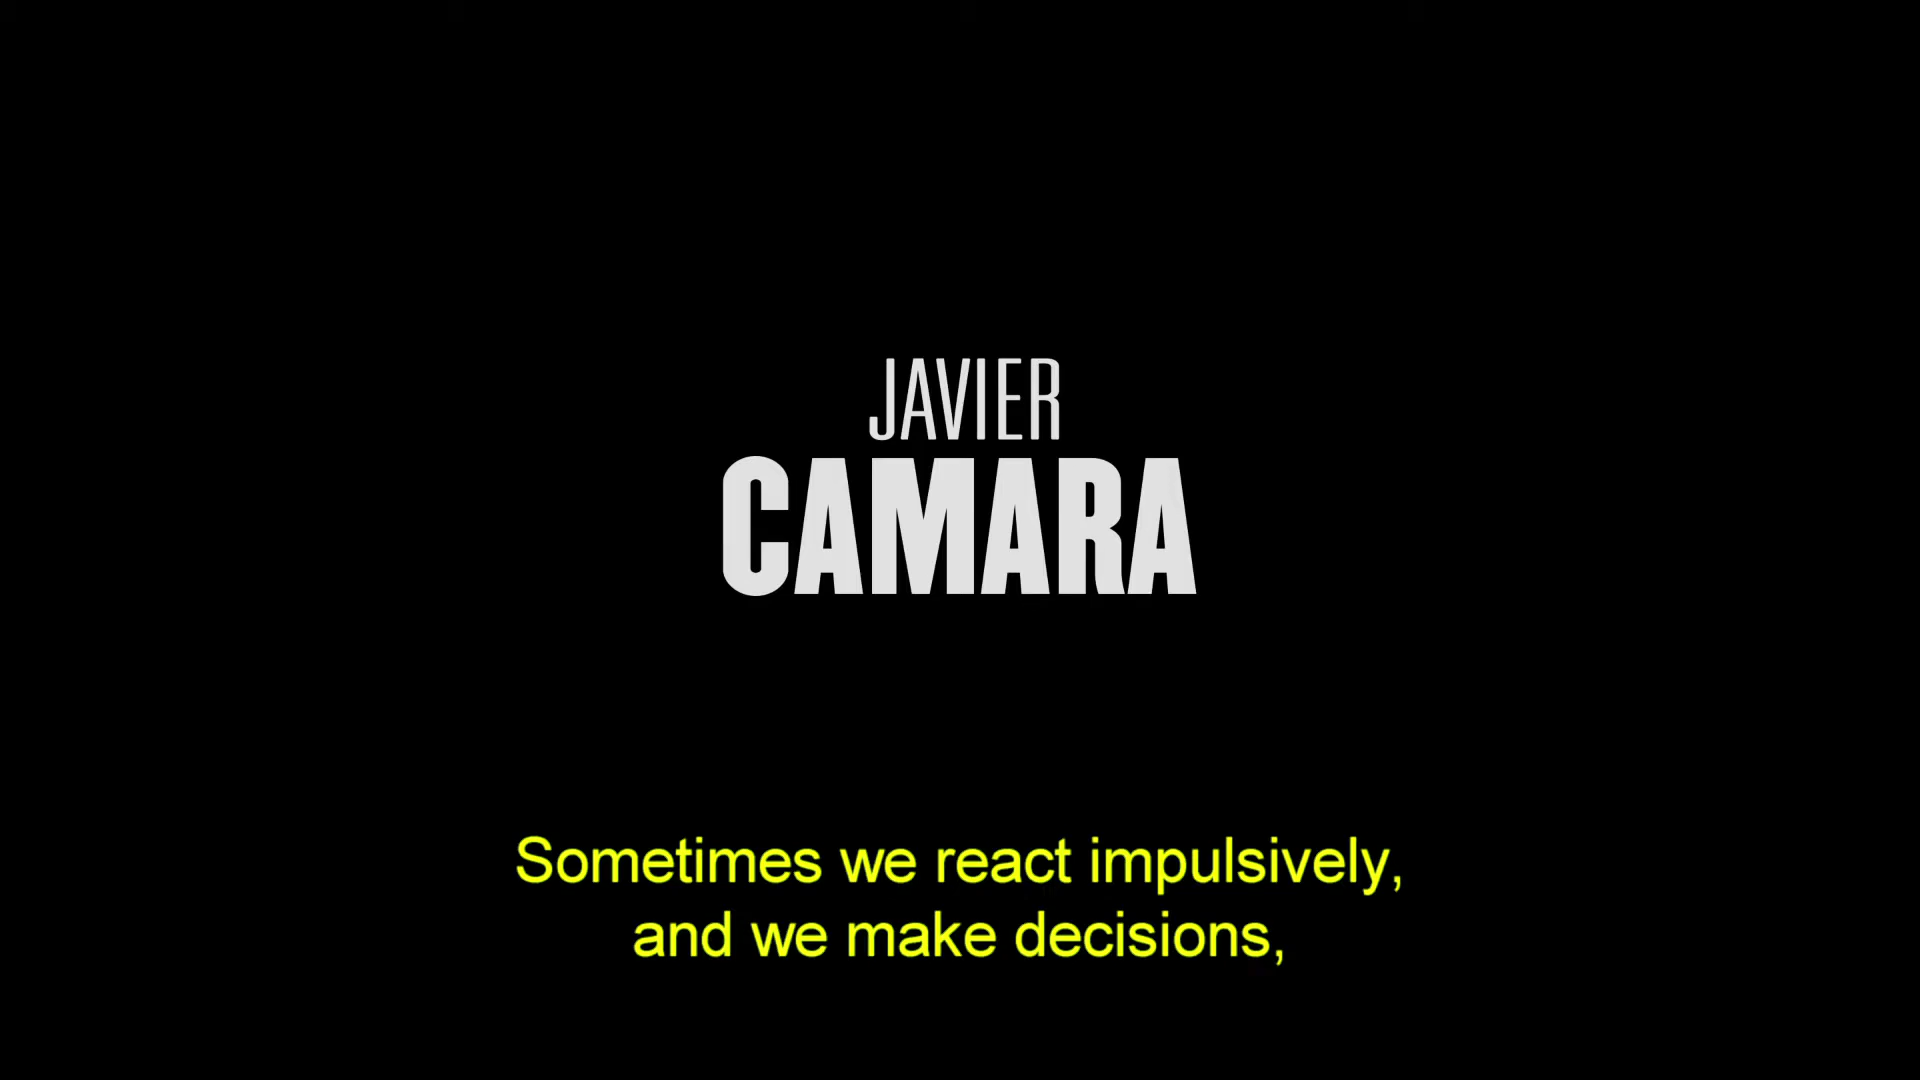 JAVIER
CAMARA
Sometimes we react impulsively,
and we make decisions,